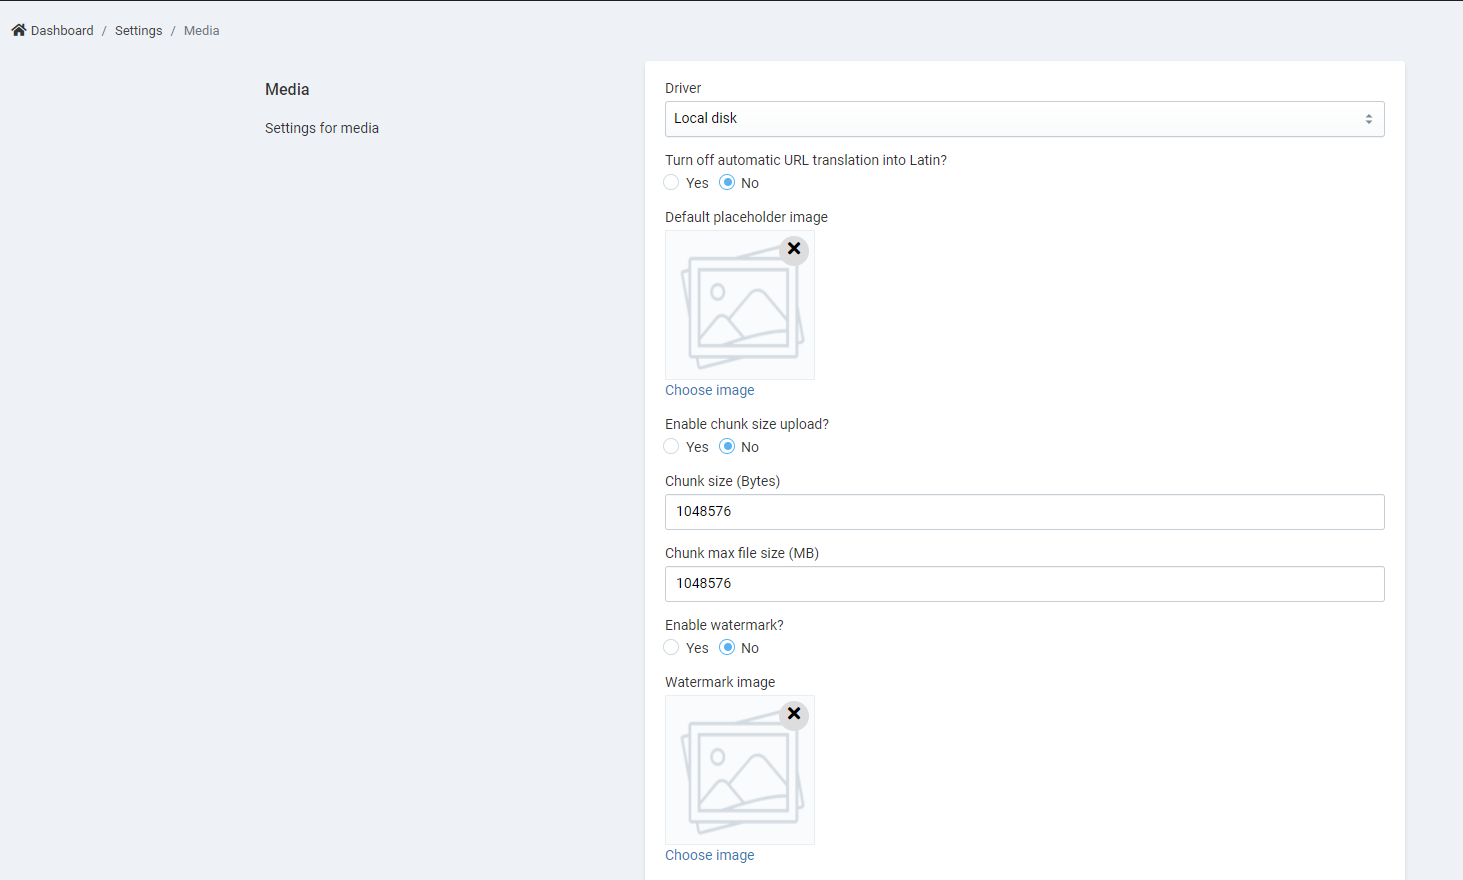 Dashboard / Settings / Media
Media
Settings for media
Driver
Local disk
Turn off automatic URL translation into Latin?
Yes No
Default placeholder image
Choose image
Enable chunk size upload?
Yes No
Chunk size (Bytes)
1048576
Chunk max file size (MB)
1048576
Enable watermark?
Yes No
Watermark image
Choose image